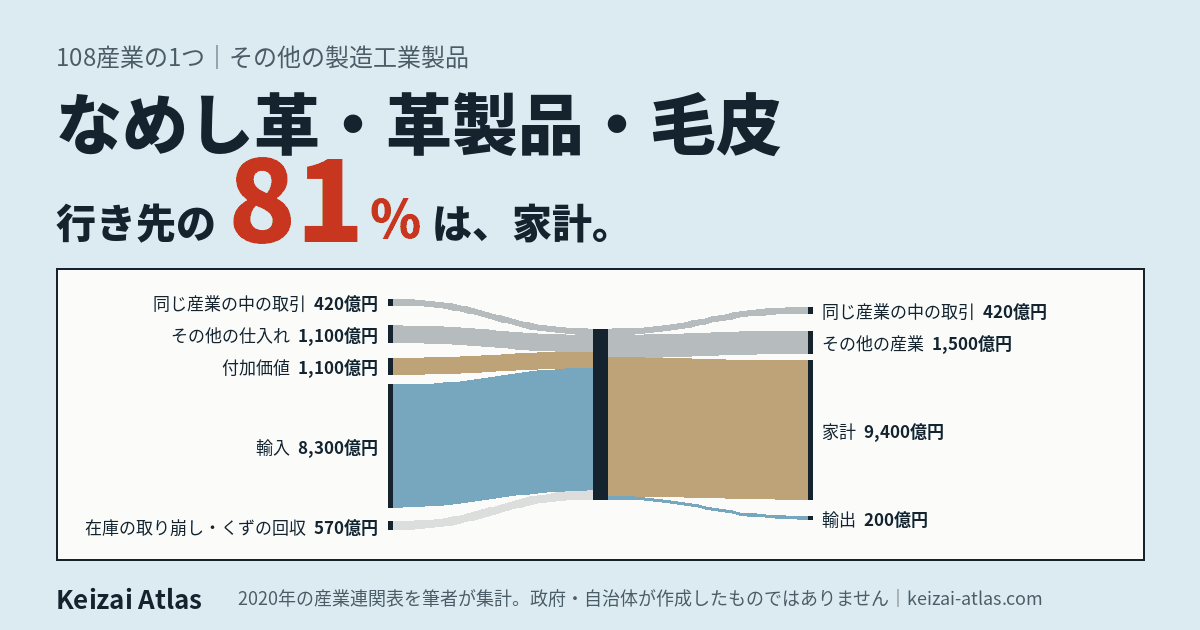 108産業の1つ｜その他の製造工業製品
なめし革・革製品・毛皮
行き先の 81% は、家計。
同じ産業の中の取引 420億円
その他の仕入れ 1,100億円
付加価値 1,100億円
輸入 8,300億円
在庫の取り崩し・くずの回収 570億円
同じ産業の中の取引 420億円
その他の産業 1,500億円
家計 9,400億円
輸出 200億円
Keizai Atlas
2020年の産業連関表を筆者が集計。政府・自治体が作成したものではありません｜keizai-atlas.com